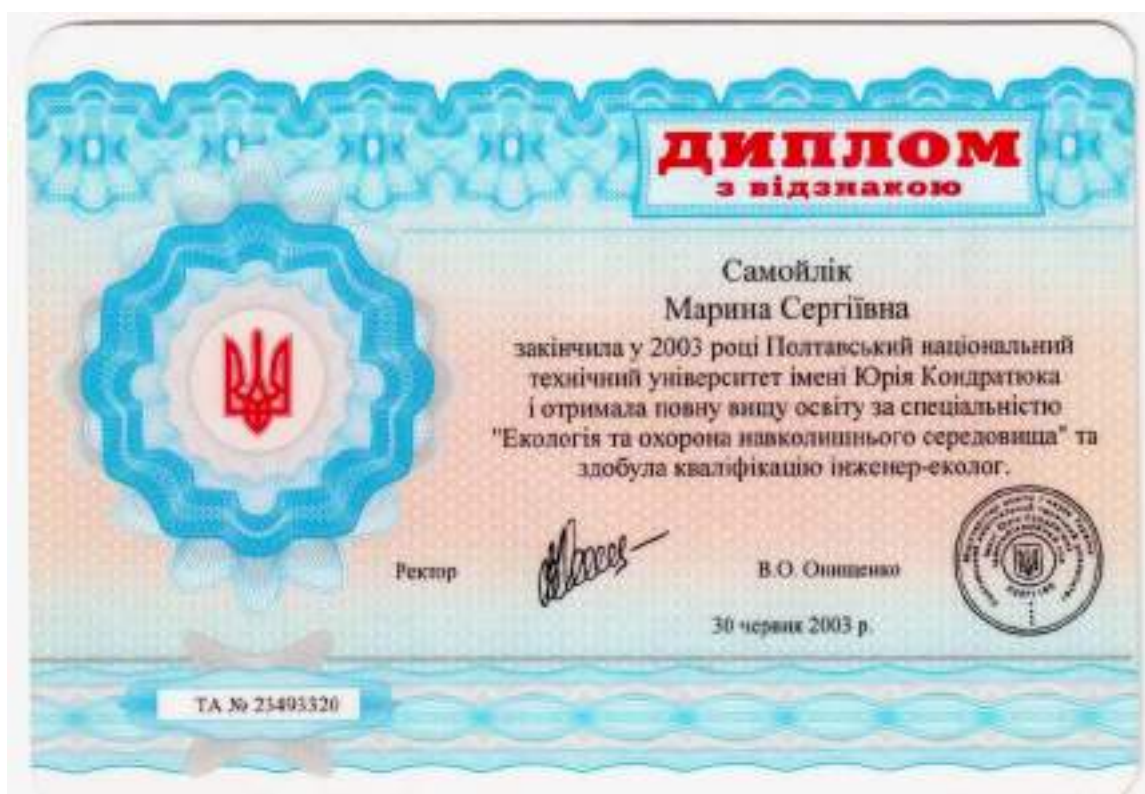 ДИПЛОМ
з відзнакою
Самойлік
Марина Сергіївна
закінчила у 2003 році Полтавський національний
технічний університет імені Юрія Кондратюка
і отримала повну вищу освіту за спеціальністю
"Екологія та охорона навколишнього середовища" та
здобула кваліфікацію інженер-еколог.
Ректор
В.О. Онищенко
30 червня 2003 р.
ТА № 23493320